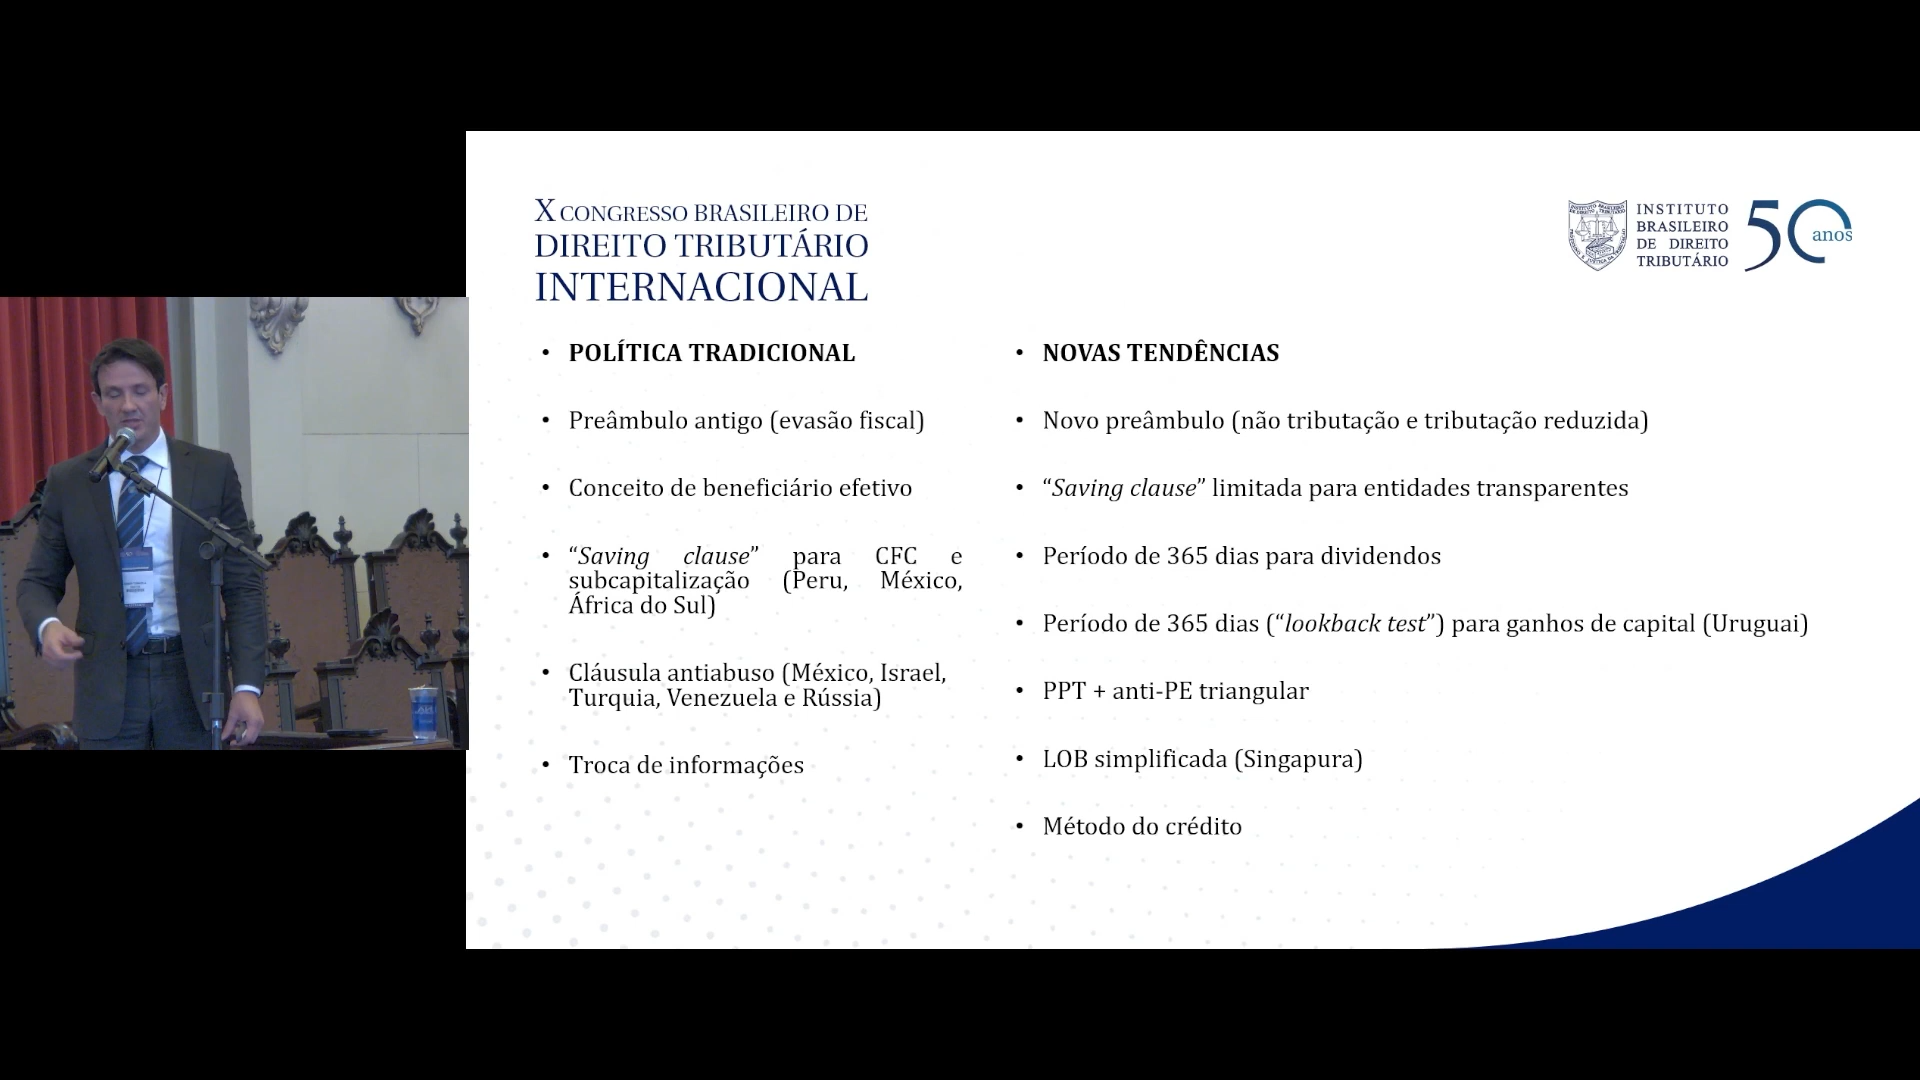 X CONGRESSO BRASILEIRO DE
DIREITO TRIBUTÁRIO
INTERNACIONAL
INSTITUTO
BRASILEIRO
DE DIREITO
TRIBUTÁRIO
50
anos
• POLÍTICA TRADICIONAL
• Preâmbulo antigo (evasão fiscal)
• Conceito de beneficiário efetivo
• “Saving clause” para CFC e
subcapitalização (Peru, México,
África do Sul)
• Cláusula antiabuso (México, Israel,
Turquia, Venezuela e Rússia)
• Troca de informações
• NOVAS TENDÊNCIAS
• Novo preâmbulo (não tributação e tributação reduzida)
• “Saving clause” limitada para entidades transparentes
• Período de 365 dias para dividendos
• Período de 365 dias (“lookback test”) para ganhos de capital (Uruguai)
• PPT + anti-PE triangular
• LOB simplificada (Singapura)
• Método do crédito